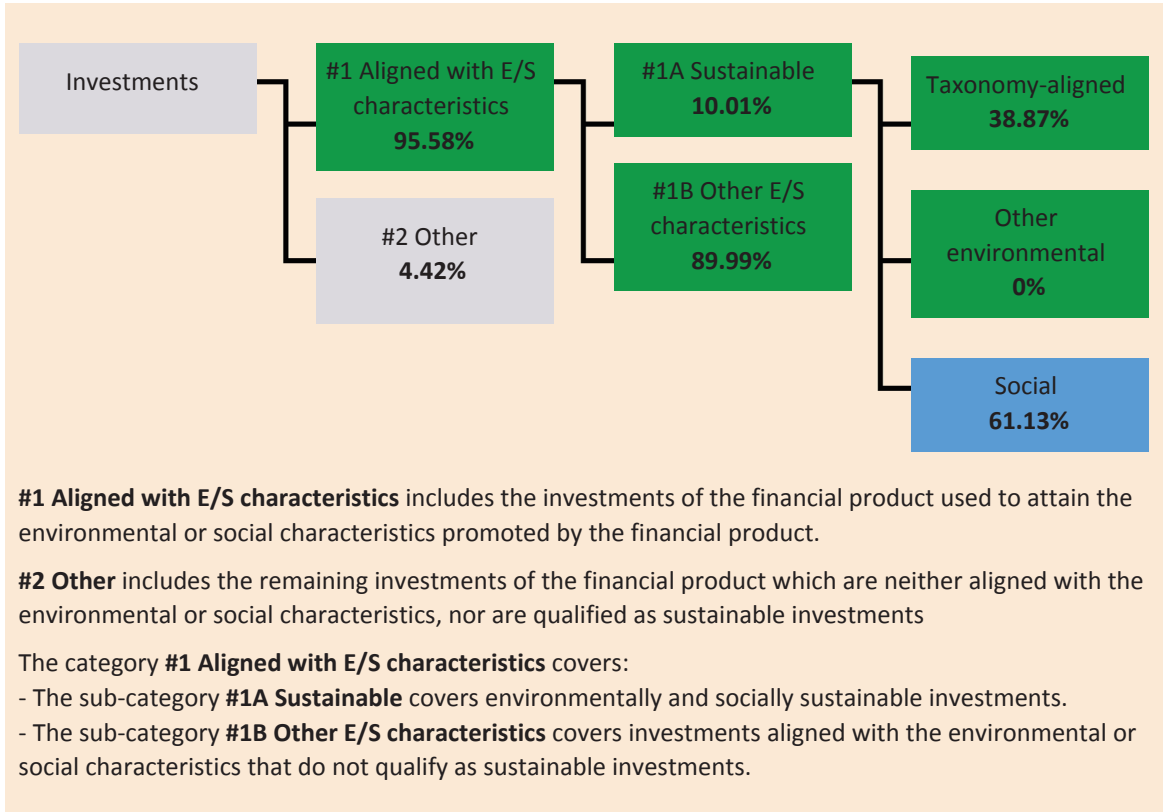 Investments
#1 Aligned with E/S
characteristics
95.58%
#2 Other
4.42%
#1A Sustainable
10.01%
#1B Other E/S
characteristics
89.99%
Taxonomy-aligned
38.87%
Other
environmental
0%
Social
61.13%
#1 Aligned with E/S characteristics includes the investments of the financial product used to attain the
environmental or social characteristics promoted by the financial product.
#2 Other includes the remaining investments of the financial product which are neither aligned with the
environmental or social characteristics, nor are qualified as sustainable investments
The category #1 Aligned with E/S characteristics covers:
- The sub-category #1A Sustainable covers environmentally and socially sustainable investments.
- The sub-category #1B Other E/S characteristics covers investments aligned with the environmental or
social characteristics that do not qualify as sustainable investments.